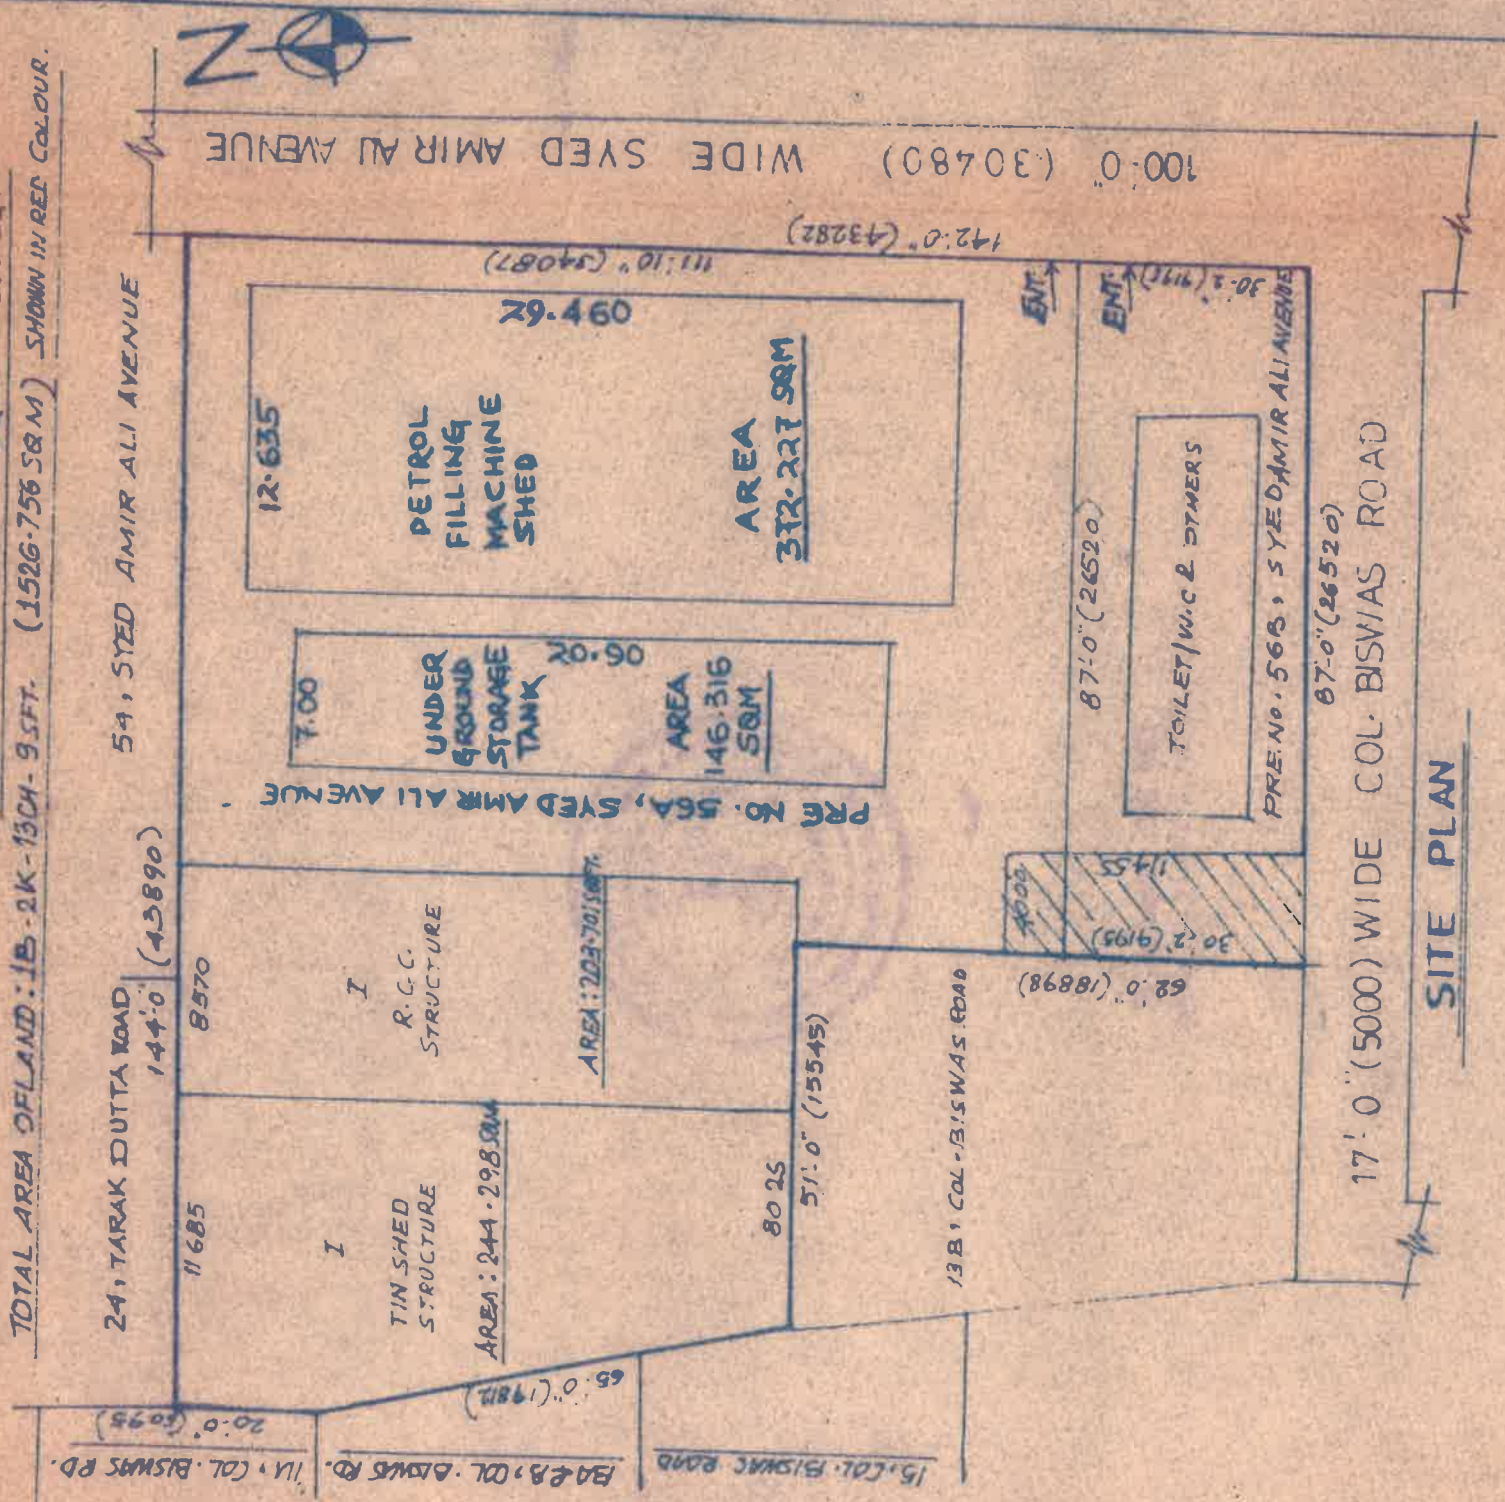 TOTAL AREA OF LAND: 1B-2K-13CH-9SFT. (1526.756 SQM) SHOWN IN RED COLOUR.
N
24, TARAK DUTTA ROAD
54, SYED AMIR ALI AVENUE
144'-0" (43890)
100'-0" (30480) WIDE SYED AMIR ALI AVENUE
142'-0" (43282)
111'-10" (34087)
12.635
29.460
PETROL
FILLING
MACHINE
SHED
AREA
372.227 SQM
7.00
20.90
UNDER
GROUND
STORAGE
TANK
AREA
146.316
SQM
PRE NO. 56A, SYED AMIR ALI AVENUE
8570
I
R.C.C.
STRUCTURE
AREA: 203.701 SQFT.
11685
I
TIN SHED
STRUCTURE
AREA: 244.298 SQM
8025
51'-0" (15545)
ENT.
ENT.
30'-2" (9195)
87'-0" (26520)
TOILET/W.C & OTHERS
PRE.NO. 56B, SYED AMIR ALI AVENUE
87'-0" (26520)
4000
11455
30'-2" (9195)
62'-0" (18898)
13B, COL. BISWAS ROAD
20'-0" (6095)
65'-0" (19812)
COL. BISWAS RD.
13A&B, COL. BISWAS RD.
15, COL. BISWAS ROAD
17'-0" (5000) WIDE COL. BISWAS ROAD
SITE PLAN